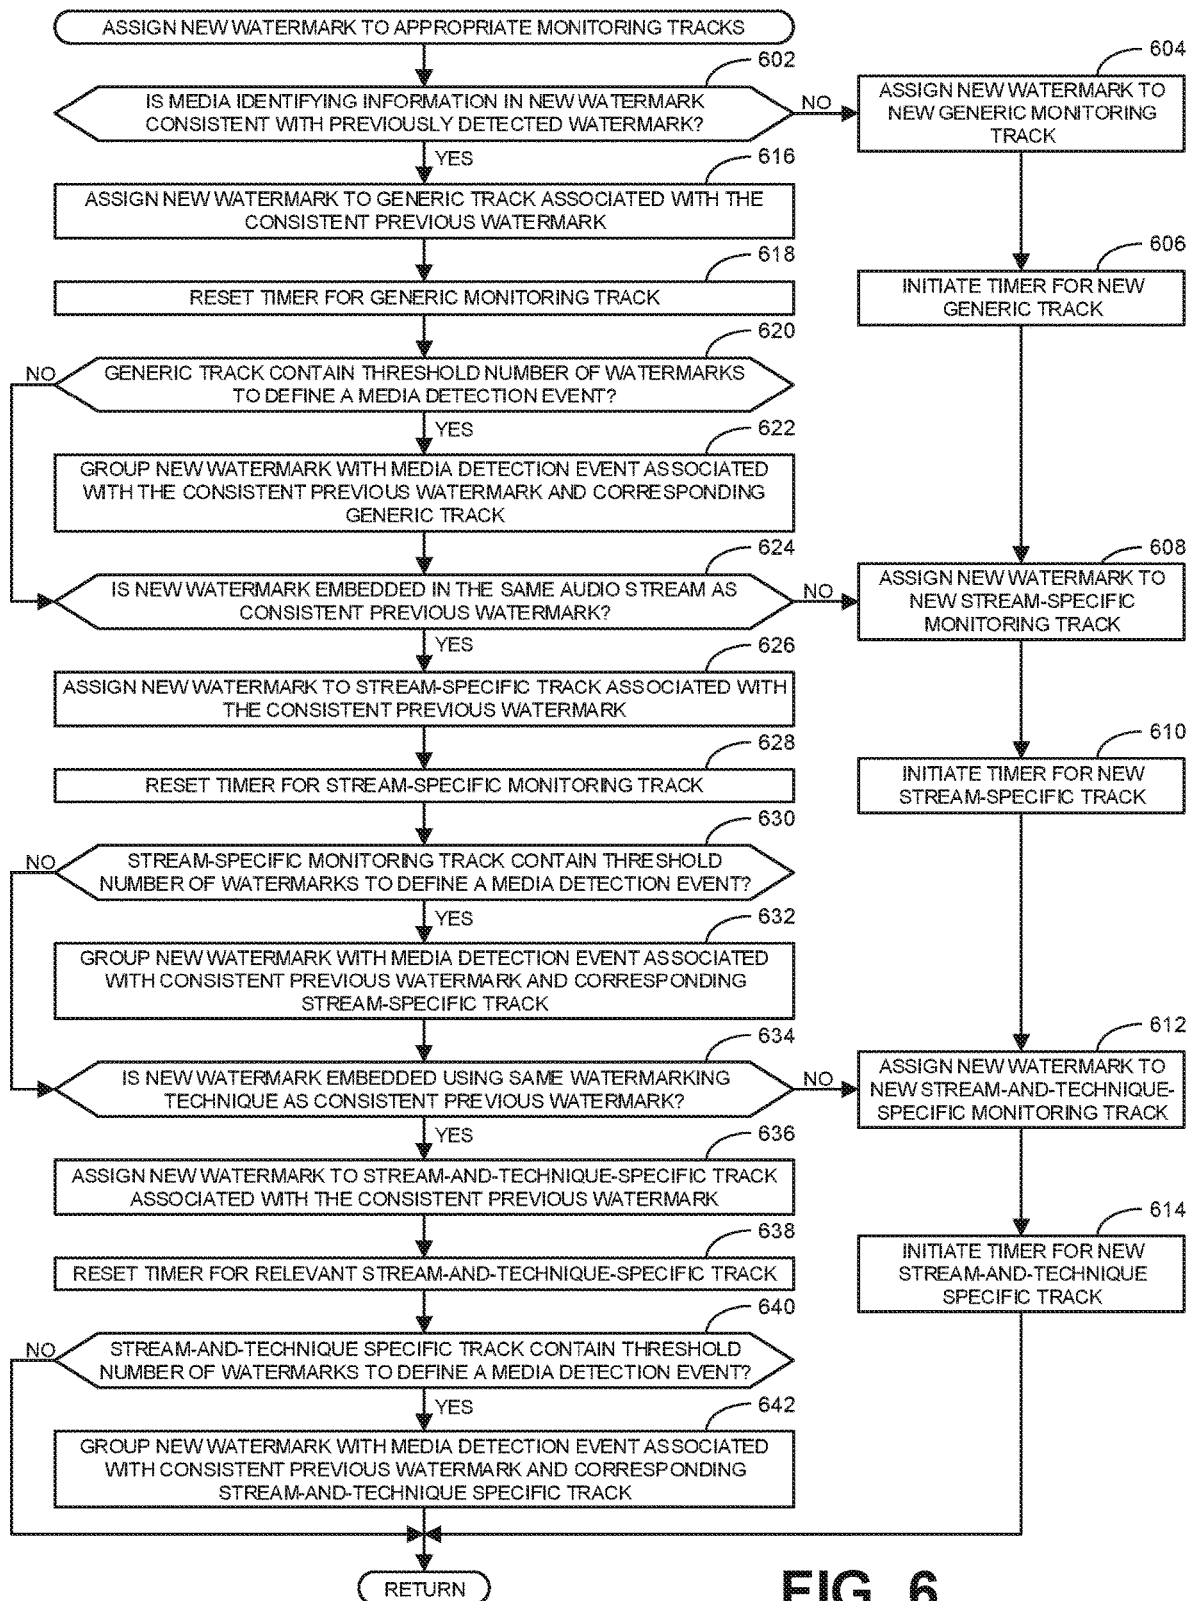 ASSIGN NEW WATERMARK TO APPROPRIATE MONITORING TRACKS
602
IS MEDIA IDENTIFYING INFORMATION IN NEW WATERMARK
CONSISTENT WITH PREVIOUSLY DETECTED WATERMARK?
NO
YES
604
ASSIGN NEW WATERMARK TO
NEW GENERIC MONITORING
TRACK
616
ASSIGN NEW WATERMARK TO GENERIC TRACK ASSOCIATED WITH THE
CONSISTENT PREVIOUS WATERMARK
618
RESET TIMER FOR GENERIC MONITORING TRACK
606
INITIATE TIMER FOR NEW
GENERIC TRACK
620
NO
GENERIC TRACK CONTAIN THRESHOLD NUMBER OF WATERMARKS
TO DEFINE A MEDIA DETECTION EVENT?
YES
622
GROUP NEW WATERMARK WITH MEDIA DETECTION EVENT ASSOCIATED
WITH THE CONSISTENT PREVIOUS WATERMARK AND CORRESPONDING
GENERIC TRACK
624
IS NEW WATERMARK EMBEDDED IN THE SAME AUDIO STREAM AS
CONSISTENT PREVIOUS WATERMARK?
NO
YES
608
ASSIGN NEW WATERMARK TO
NEW STREAM-SPECIFIC
MONITORING TRACK
626
ASSIGN NEW WATERMARK TO STREAM-SPECIFIC TRACK ASSOCIATED WITH
THE CONSISTENT PREVIOUS WATERMARK
628
RESET TIMER FOR STREAM-SPECIFIC MONITORING TRACK
610
INITIATE TIMER FOR NEW
STREAM-SPECIFIC TRACK
630
NO
STREAM-SPECIFIC MONITORING TRACK CONTAIN THRESHOLD
NUMBER OF WATERMARKS TO DEFINE A MEDIA DETECTION EVENT?
YES
632
GROUP NEW WATERMARK WITH MEDIA DETECTION EVENT ASSOCIATED
WITH CONSISTENT PREVIOUS WATERMARK AND CORRESPONDING
STREAM-SPECIFIC TRACK
634
IS NEW WATERMARK EMBEDDED USING SAME WATERMARKING
TECHNIQUE AS CONSISTENT PREVIOUS WATERMARK?
NO
YES
612
ASSIGN NEW WATERMARK TO
NEW STREAM-AND-TECHNIQUE-
SPECIFIC MONITORING TRACK
636
ASSIGN NEW WATERMARK TO STREAM-AND-TECHNIQUE-SPECIFIC TRACK
ASSOCIATED WITH THE CONSISTENT PREVIOUS WATERMARK
638
RESET TIMER FOR RELEVANT STREAM-AND-TECHNIQUE-SPECIFIC TRACK
614
INITIATE TIMER FOR NEW
STREAM-AND-TECHNIQUE
SPECIFIC TRACK
640
NO
STREAM-AND-TECHNIQUE SPECIFIC TRACK CONTAIN THRESHOLD
NUMBER OF WATERMARKS TO DEFINE A MEDIA DETECTION EVENT?
YES
642
GROUP NEW WATERMARK WITH MEDIA DETECTION EVENT ASSOCIATED
WITH CONSISTENT PREVIOUS WATERMARK AND CORRESPONDING
STREAM-AND-TECHNIQUE SPECIFIC TRACK
RETURN
FIG. 6